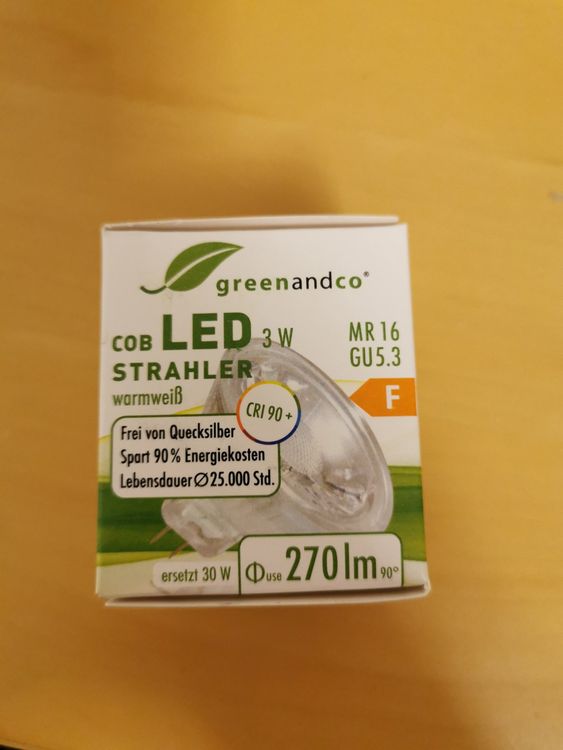 greenandco®
COB LED 3 W
STRAHLER
warmweiß
MR 16
GU5.3
F
CRI 90 +
Frei von Quecksilber
Spart 90% Energiekosten
Lebensdauer Ø 25.000 Std.
ersetzt 30 W
Φuse 270 lm 90°